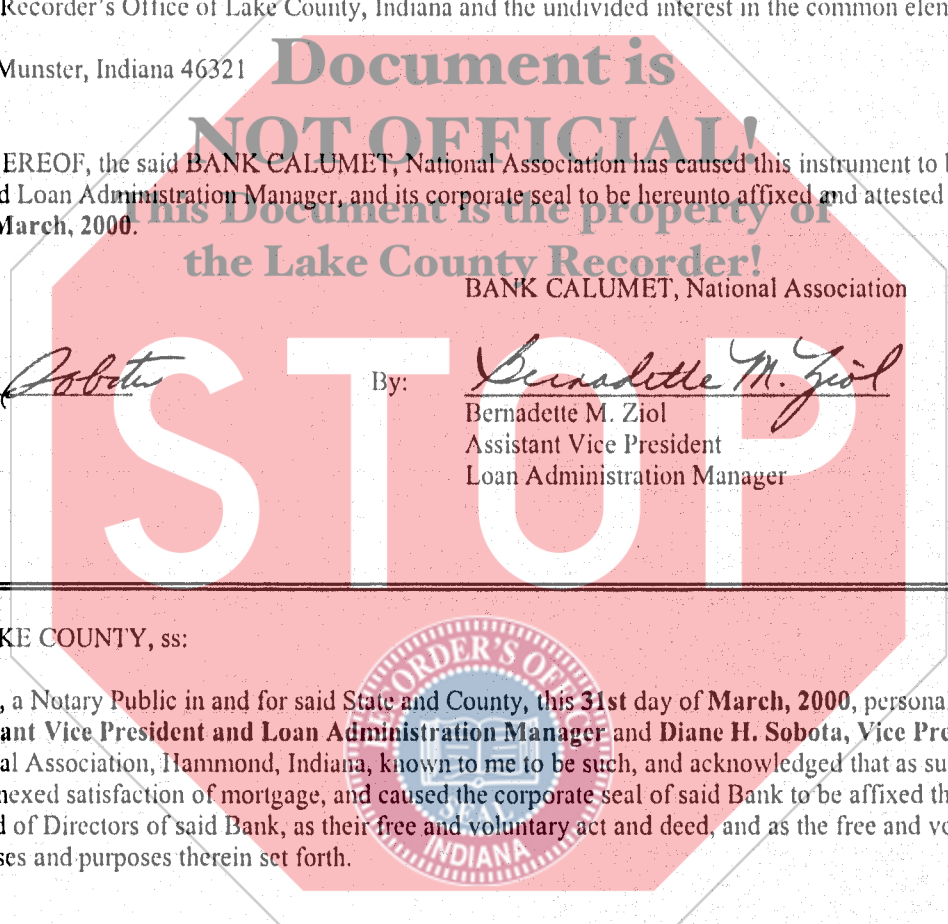 Recorder's Office of Lake County, Indiana and the undivided interest in the common elen
Document is
Munster, Indiana 46321
NOT OFFICIAL!
EREOF, the said BANK CALUMET, National Association has caused this instrument to b
d Loan Administration Manager, and its corporate seal to be hereunto affixed and attested
This Document is the property of
March, 2000.
the Lake County Recorder!
BANK CALUMET, National Association
Sobota
By: Bernadette M. Ziol
Bernadette M. Ziol
Assistant Vice President
Loan Administration Manager
STOP
KE COUNTY, ss:
RECORDER'S OFFICE
, a Notary Public in and for said State and County, this 31st day of March, 2000, persona
ant Vice President and Loan Administration Manager and Diane H. Sobota, Vice Pre
al Association, Hammond, Indiana, known to me to be such, and acknowledged that as su
nexed satisfaction of mortgage, and caused the corporate seal of said Bank to be affixed th
SEAL
d of Directors of said Bank, as their free and voluntary act and deed, and as the free and vo
INDIANA
ses and purposes therein set forth.